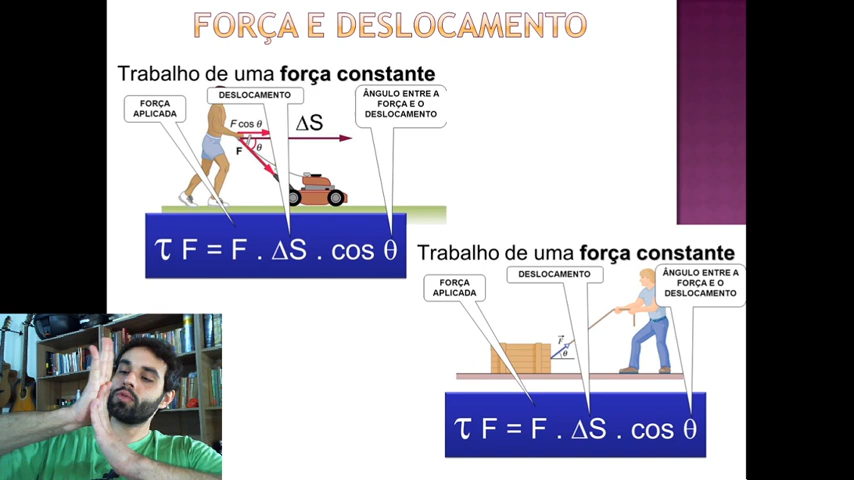 FORÇA E DESLOCAMENTO
Trabalho de uma força constante
FORÇA
APLICADA
DESLOCAMENTO
ÂNGULO ENTRE A
FORÇA E O
DESLOCAMENTO
F cos θ
ΔS
F
θ
τ F = F . ΔS . cos θ
Trabalho de uma força constante
FORÇA
APLICADA
DESLOCAMENTO
ÂNGULO ENTRE A
FORÇA E O
DESLOCAMENTO
F
θ
τ F = F . ΔS . cos θ